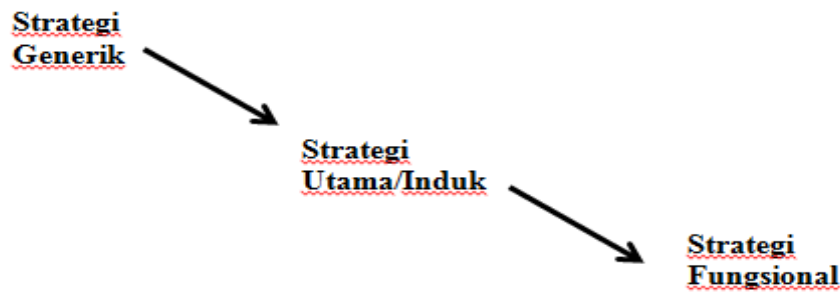 Strategi
Generik
Strategi
Utama/Induk
Strategi
Fungsional